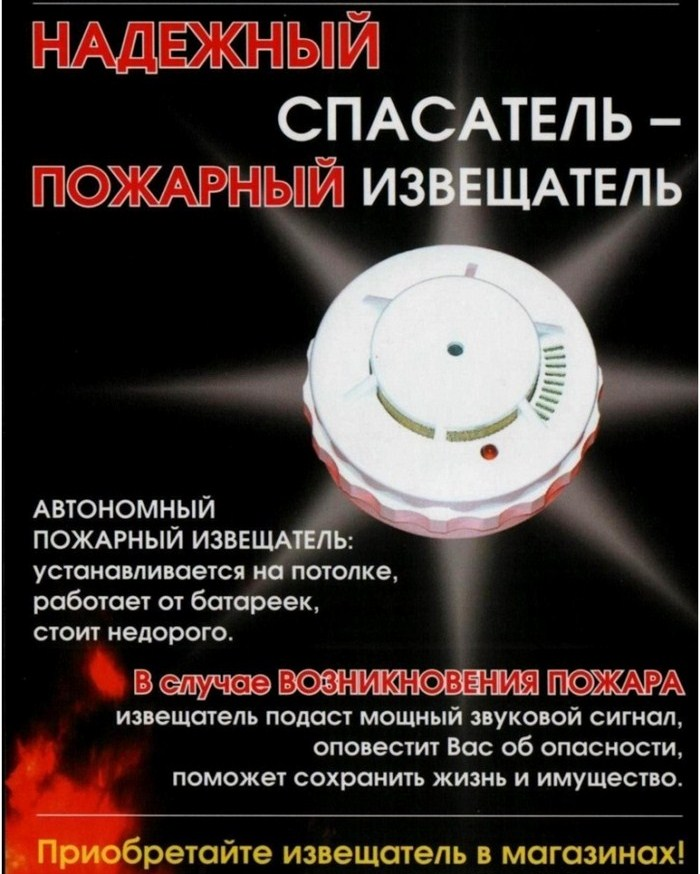 НАДЕЖНЫЙ
СПАСАТЕЛЬ –
ПОЖАРНЫЙ ИЗВЕЩАТЕЛЬ
АВТОНОМНЫЙ
ПОЖАРНЫЙ ИЗВЕЩАТЕЛЬ:
устанавливается на потолке,
работает от батареек,
стоит недорого.
В случае ВОЗНИКНОВЕНИЯ ПОЖАРА
извещатель подаст мощный звуковой сигнал,
оповестит Вас об опасности,
поможет сохранить жизнь и имущество.
Приобретайте извещатель в магазинах!